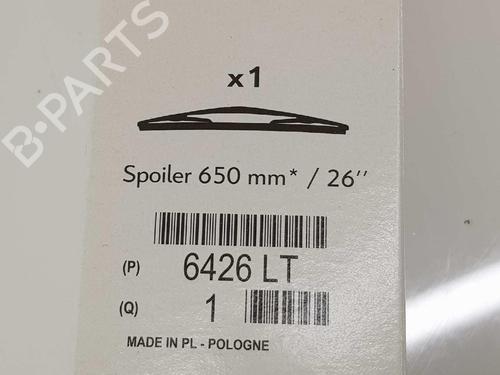 B-PARTS
x1
Spoiler 650 mm* / 26''
(P) 6426 LT
(Q) 1
MADE IN PL - POLOGNE